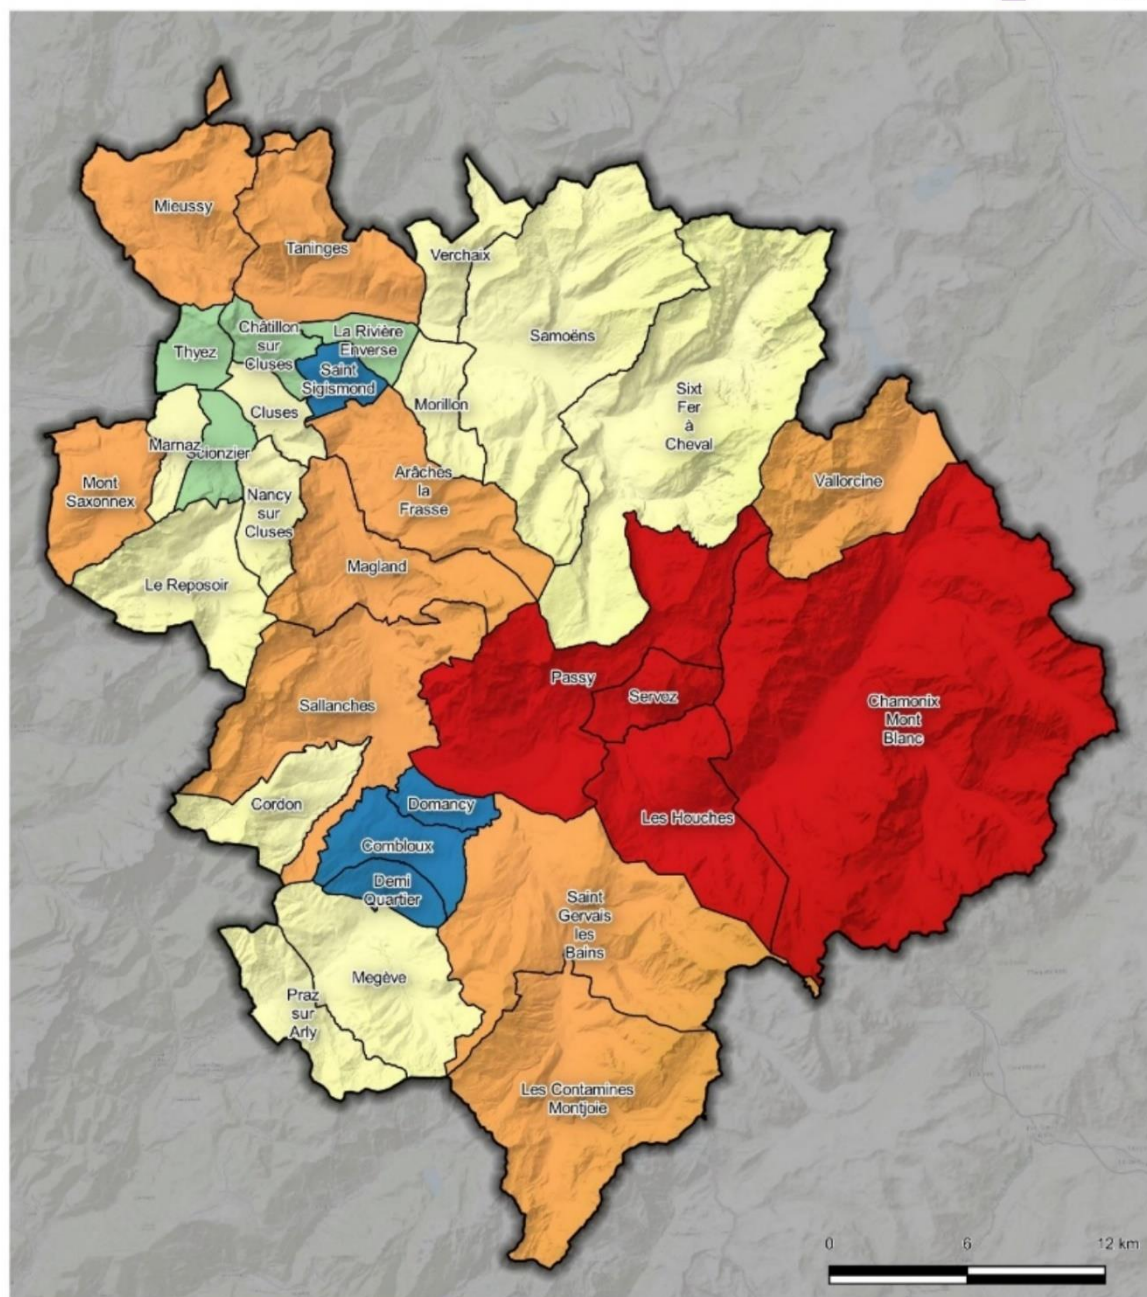 Mieussy
Taninges
Verchaix
Samoëns
Sixt
Fer
à
Cheval
Châtillon
sur
Cluses
La Rivière
Enverse
Thyez
Saint
Sigismond
Cluses
Morillon
Marnaz
Scionzier
Mont
Saxonnex
Nancy
sur
Cluses
Arâches
la
Frasse
Vallorcine
Le Reposoir
Magland
Passy
Servoz
Sallanches
Chamonix
Mont
Blanc
Cordon
Domancy
Les Houches
Combloux
Demi
Quartier
Saint
Gervais
les
Bains
Megève
Praz
sur
Arly
Les Contamines
Montjoie
0 6 12 km